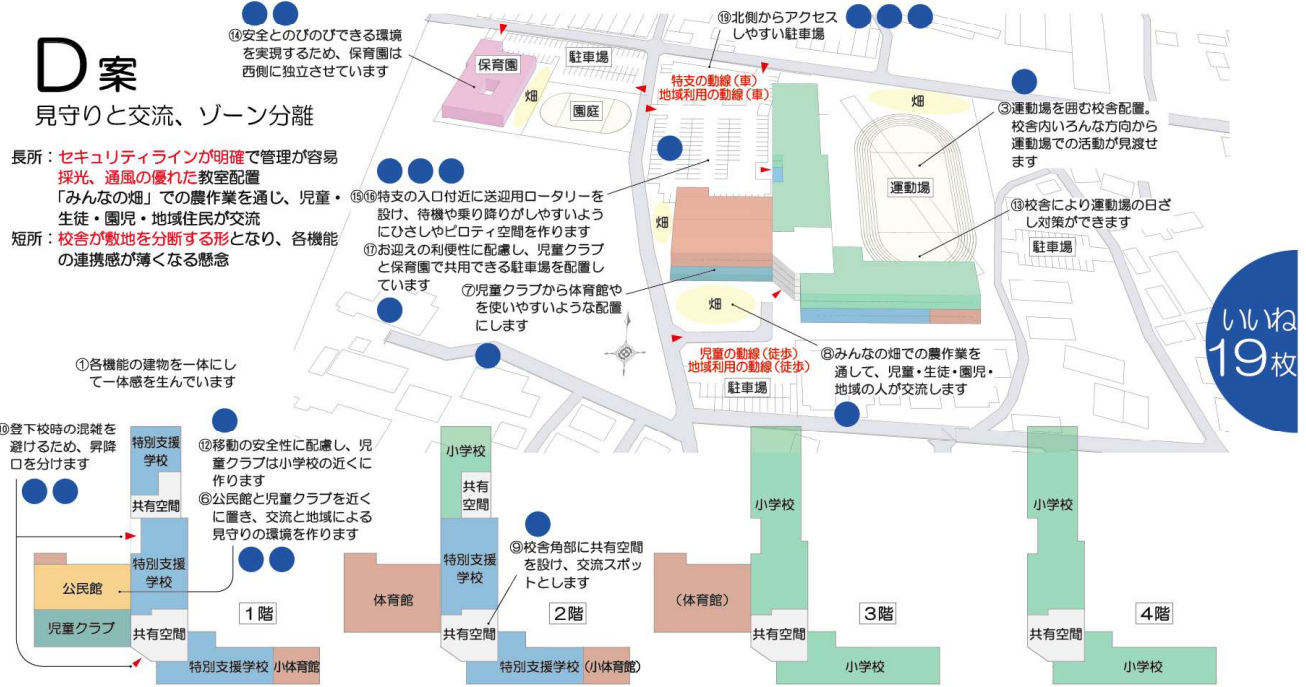 D案
見守りと交流、ゾーン分離
長所：セキュリティラインが明確で管理が容易
採光、通風の優れた教室配置
「みんなの畑」での農作業を通じ、児童・
生徒・園児・地域住民が交流
短所：校舎が敷地を分断する形となり、各機能
の連携感が薄くなる懸念
⑭安全とのびのびできる環境
を実現するため、保育園は
西側に独立させています
⑲北側からアクセス
しやすい駐車場
保育園
駐車場
畑
園庭
特支の動線（車）
地域利用の動線（車）
畑
運動場
③運動場を囲む校舎配置。
校舎内いろんな方向から
運動場での活動が見渡せ
ます
⑬校舎により運動場の日ざ
し対策ができます
駐車場
⑮⑯特支の入口付近に送迎用ロータリーを
設け、待機や乗り降りがしやすいよう
にひさしやピロティ空間を作ります
⑰お迎えの利便性に配慮し、児童クラブ
と保育園で共用できる駐車場を配置し
ています
畑
⑦児童クラブから体育館や
を使いやすいような配置
にします
畑
児童の動線（徒歩）
地域利用の動線（徒歩）
駐車場
⑧みんなの畑での農作業を
通して、児童・生徒・園児・
地域の人が交流します
いいね
19枚
①各機能の建物を一体にし
て一体感を生んでいます
⑩登下校時の混雑を
避けるため、昇降
口を分けます
⑫移動の安全性に配慮し、児
童クラブは小学校の近くに
作ります
⑥公民館と児童クラブを近く
に置き、交流と地域による
見守りの環境を作ります
特別支援
学校
共有空間
特別支援
学校
公民館
児童クラブ
共有空間
1階
特別支援学校
小体育館
小学校
共有
空間
特別支援
学校
⑨校舎角部に共有空間
を設け、交流スポッ
トとします
体育館
共有空間
2階
特別支援学校
（小体育館）
小学校
（体育館）
共有空間
3階
小学校
小学校
共有空間
4階
小学校